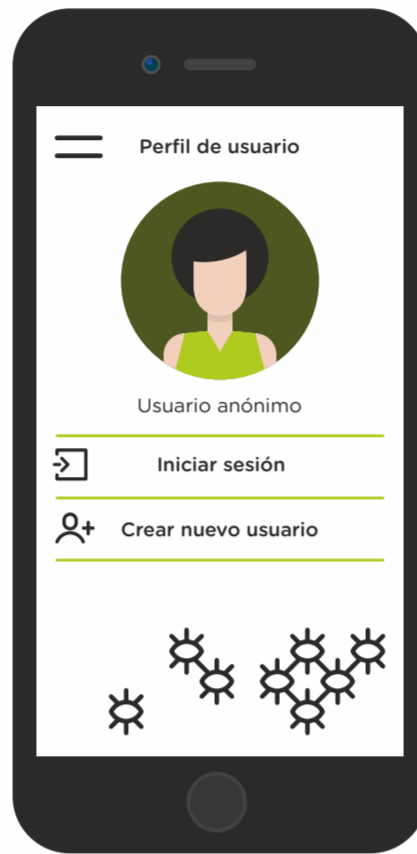 Perfil de usuario
Usuario anónimo
Iniciar sesión
Crear nuevo usuario